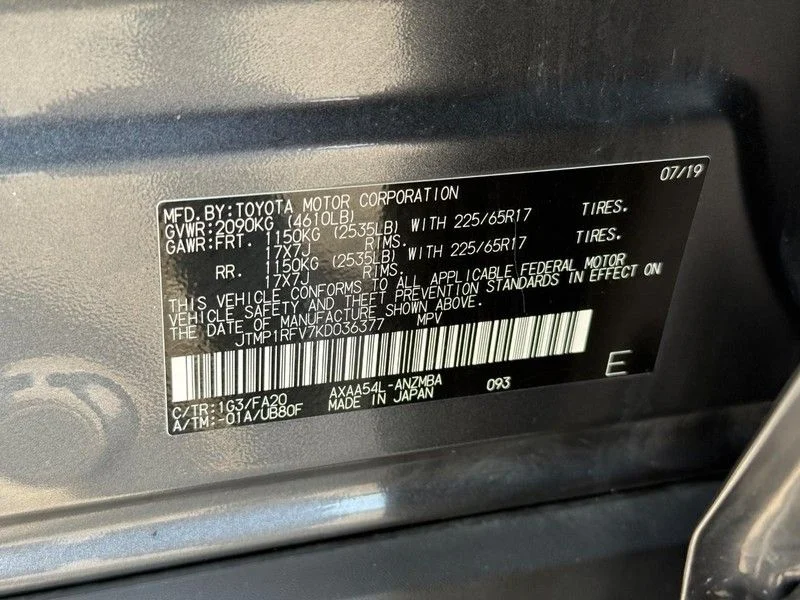 07/19
MFD.BY:TOYOTA MOTOR CORPORATION
GVWR:2090KG (4610LB)
GAWR:FRT. 1150KG (2535LB) WITH 225/65R17 TIRES.
17X7J RIMS.
RR. 1150KG (2535LB) WITH 225/65R17 TIRES.
17X7J RIMS.
THIS VEHICLE CONFORMS TO ALL APPLICABLE FEDERAL MOTOR
VEHICLE SAFETY AND THEFT PREVENTION STANDARDS IN EFFECT ON
THE DATE OF MANUFACTURE SHOWN ABOVE.
JTMP1RFV7KD036377 MPV
C/TR:1G3/FA20 AXAA54L-ANZMBA 093 E
A/TM:-01A/UB80F MADE IN JAPAN